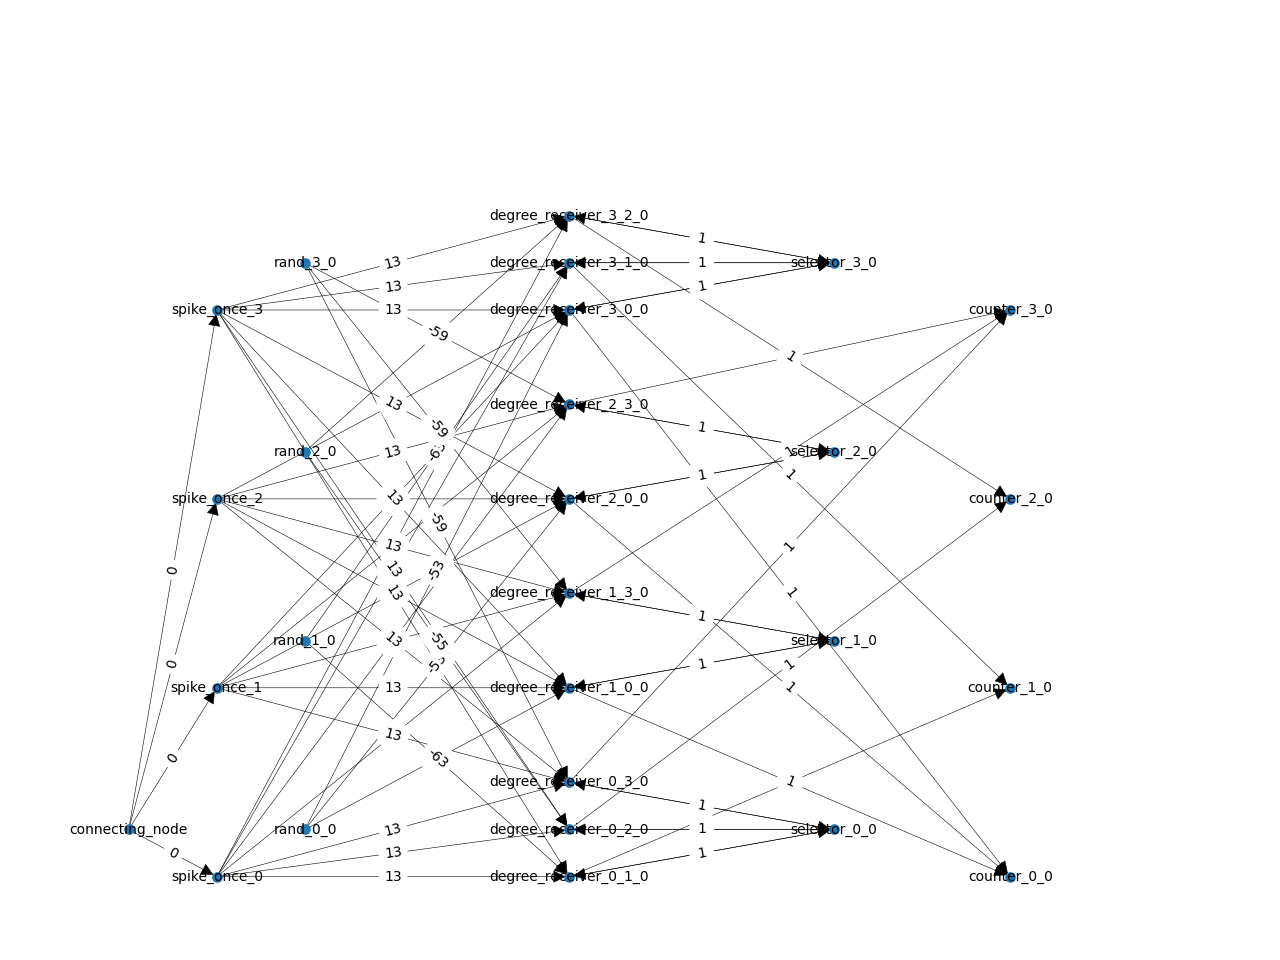 degree_receiver_3_2_0
1
rand_3_0
13
degree_receiver_3_1_0
1
selector_3_0
13
1
spike_once_3
13
degree_receiver_3_0_0
counter_3_0
-59
1
13
degree_receiver_2_3_0
-59
1
rand_2_0
13
1
selector_2_0
1
1
spike_once_2
13
degree_receiver_2_0_0
counter_2_0
-59
13
1
0
13
-53
13
degree_receiver_1_3_0
1
1
rand_1_0
13
-55
selector_1_0
0
1
1
spike_once_1
13
degree_receiver_1_0_0
1
counter_1_0
13
0
-63
degree_receiver_0_3_0
1
1
connecting_node
rand_0_0
13
degree_receiver_0_2_0
1
selector_0_0
0
13
1
spike_once_0
13
degree_receiver_0_1_0
counter_0_0